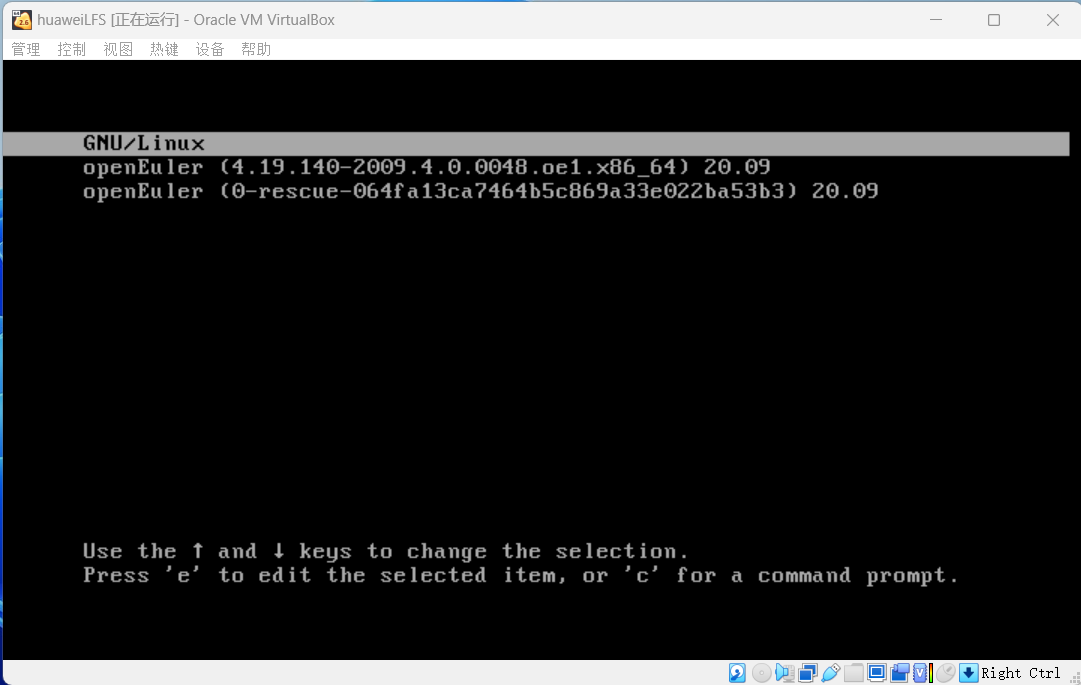 huaweiLFS [正在运行] - Oracle VM VirtualBox
管理 控制 视图 热键 设备 帮助
GNU/Linux
openEuler (4.19.140-2009.4.0.0048.oe1.x86_64) 20.09
openEuler (0-rescue-064fa13ca7464b5c869a33e022ba53b3) 20.09
Use the ↑ and ↓ keys to change the selection.
Press 'e' to edit the selected item, or 'c' for a command prompt.
Right Ctrl